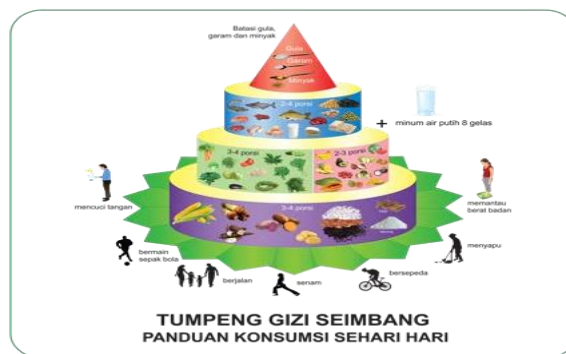 Batasi gula,
garam dan minyak
Gula
Garam
Minyak
2-4 porsi
+ minum air putih 8 gelas
3-4 porsi
2-3 porsi
3-4 porsi
mencuci tangan
memantau
berat badan
bermain
sepak bola
berjalan
senam
bersepeda
menyapu
TUMPENG GIZI SEIMBANG
PANDUAN KONSUMSI SEHARI HARI